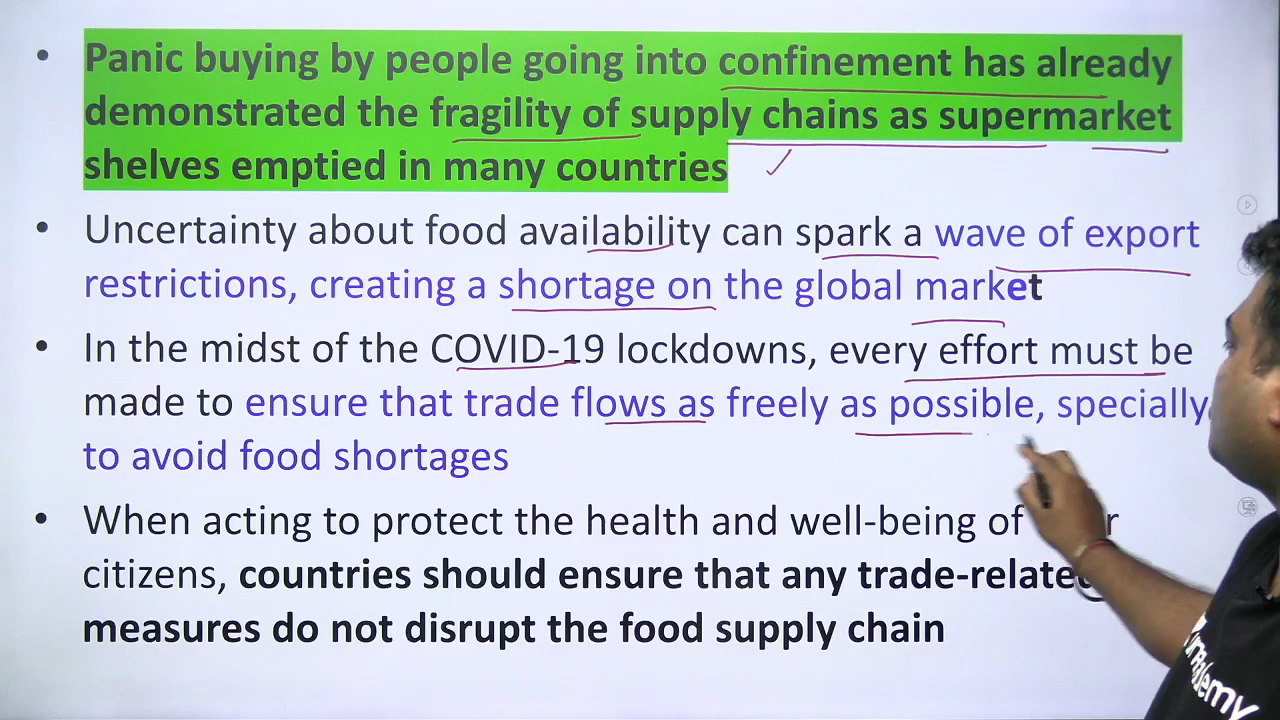 • Panic buying by people going into confinement has already
demonstrated the fragility of supply chains as supermarket
shelves emptied in many countries
• Uncertainty about food availability can spark a wave of export
restrictions, creating a shortage on the global market
• In the midst of the COVID-19 lockdowns, every effort must be
made to ensure that trade flows as freely as possible, specially
to avoid food shortages
• When acting to protect the health and well-being of
citizens, countries should ensure that any trade-related
measures do not disrupt the food supply chain